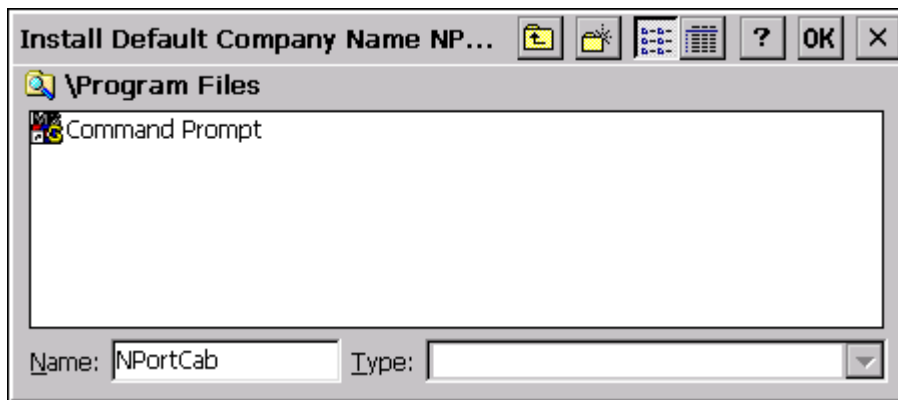 Install Default Company Name NP... ? OK ×
\Program Files
Command Prompt
Name: NPortCab Type: